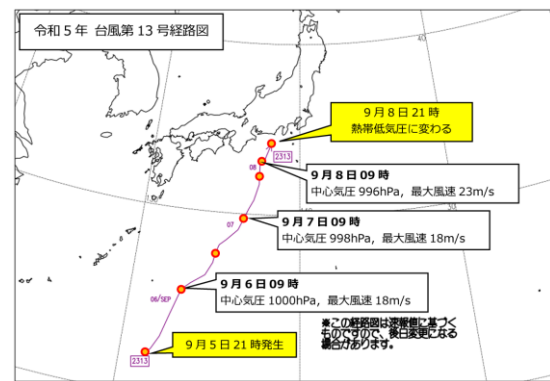 令和5年 台風第13号経路図
40
9月8日21時
熱帯低気圧に変わる
2313
08
9月8日09時
中心気圧 996hPa，最大風速 23m/s
30
07
9月7日09時
中心気圧 998hPa，最大風速 18m/s
9月6日09時
中心気圧 1000hPa，最大風速 18m/s
06/SEP
※この経路図は速報値に基づく
ものですので、後日変更になる
場合があります。
9月5日21時発生
2313